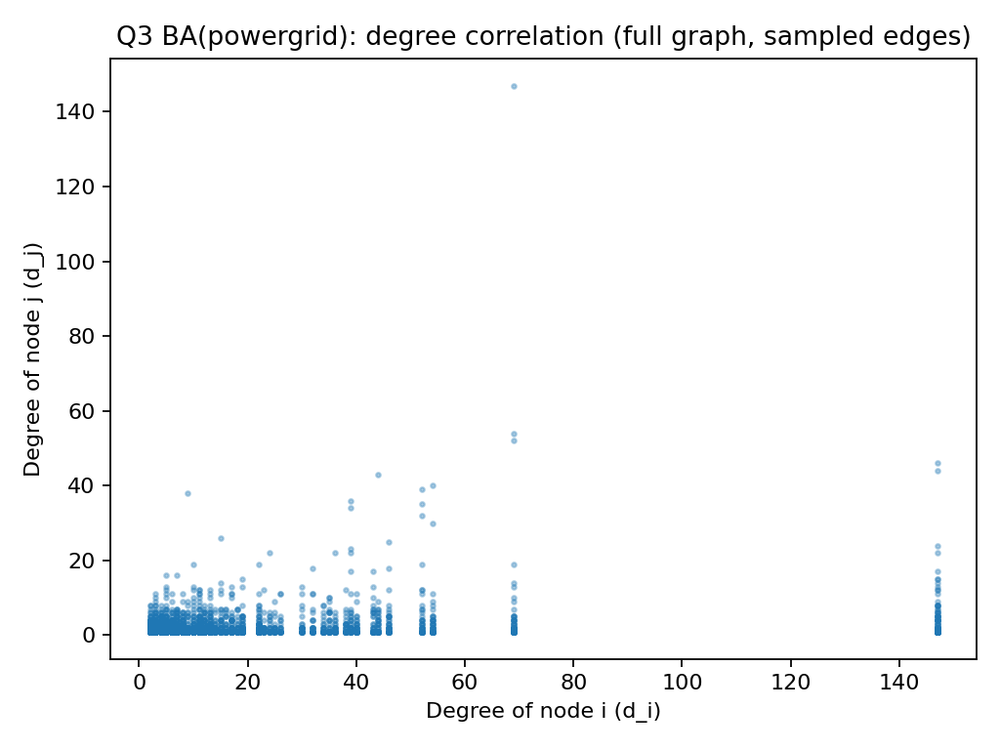 Q3 BA(powergrid): degree correlation (full graph, sampled edges)
140
120
100
80
60
40
20
0
Degree of node j (d_j)
0 20 40 60 80 100 120 140
Degree of node i (d_i)